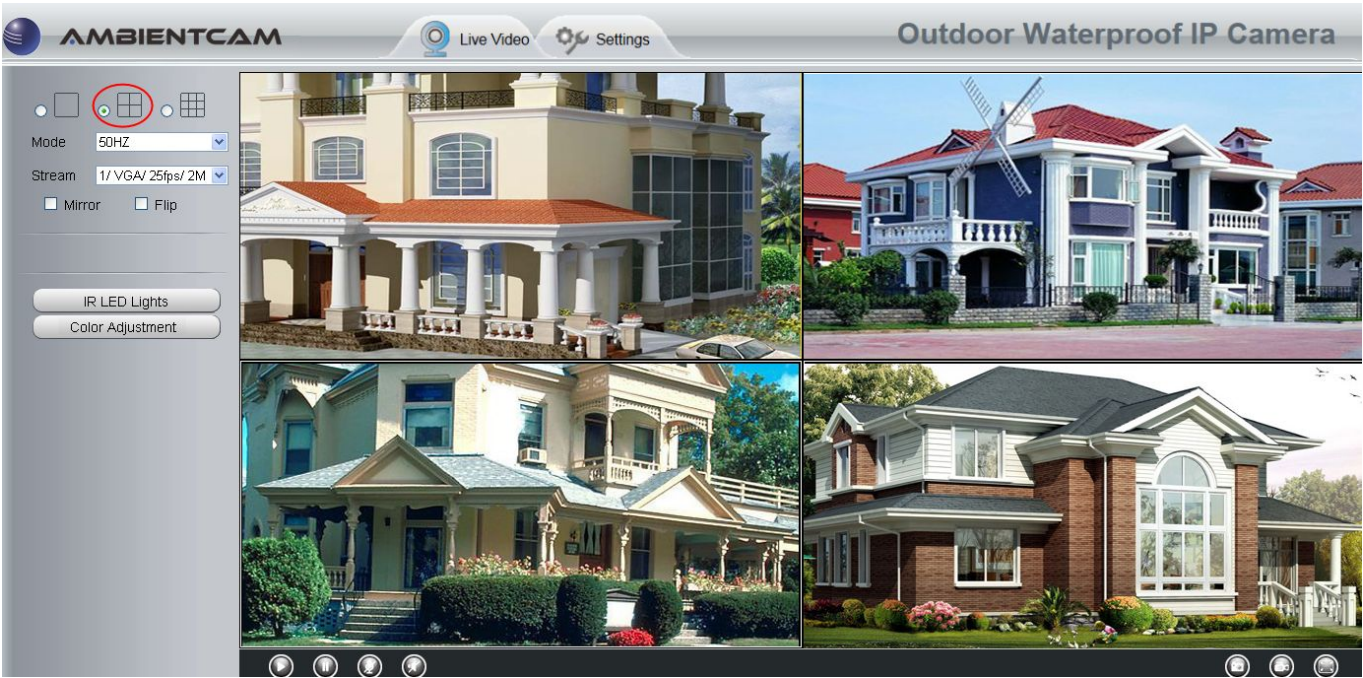 AMBIENTCAM
Live Video
Settings
Outdoor Waterproof IP Camera
Mode 50HZ
Stream 1/ VGA/ 25fps/ 2M
Mirror Flip
IR LED Lights
Color Adjustment